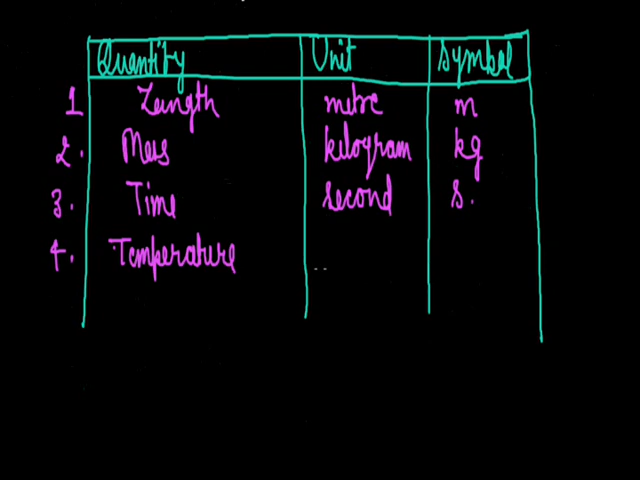 Quantity Unit Symbol
1 Length metre m
2. Mass kilogram kg
3. Time second s.
4. Temperature